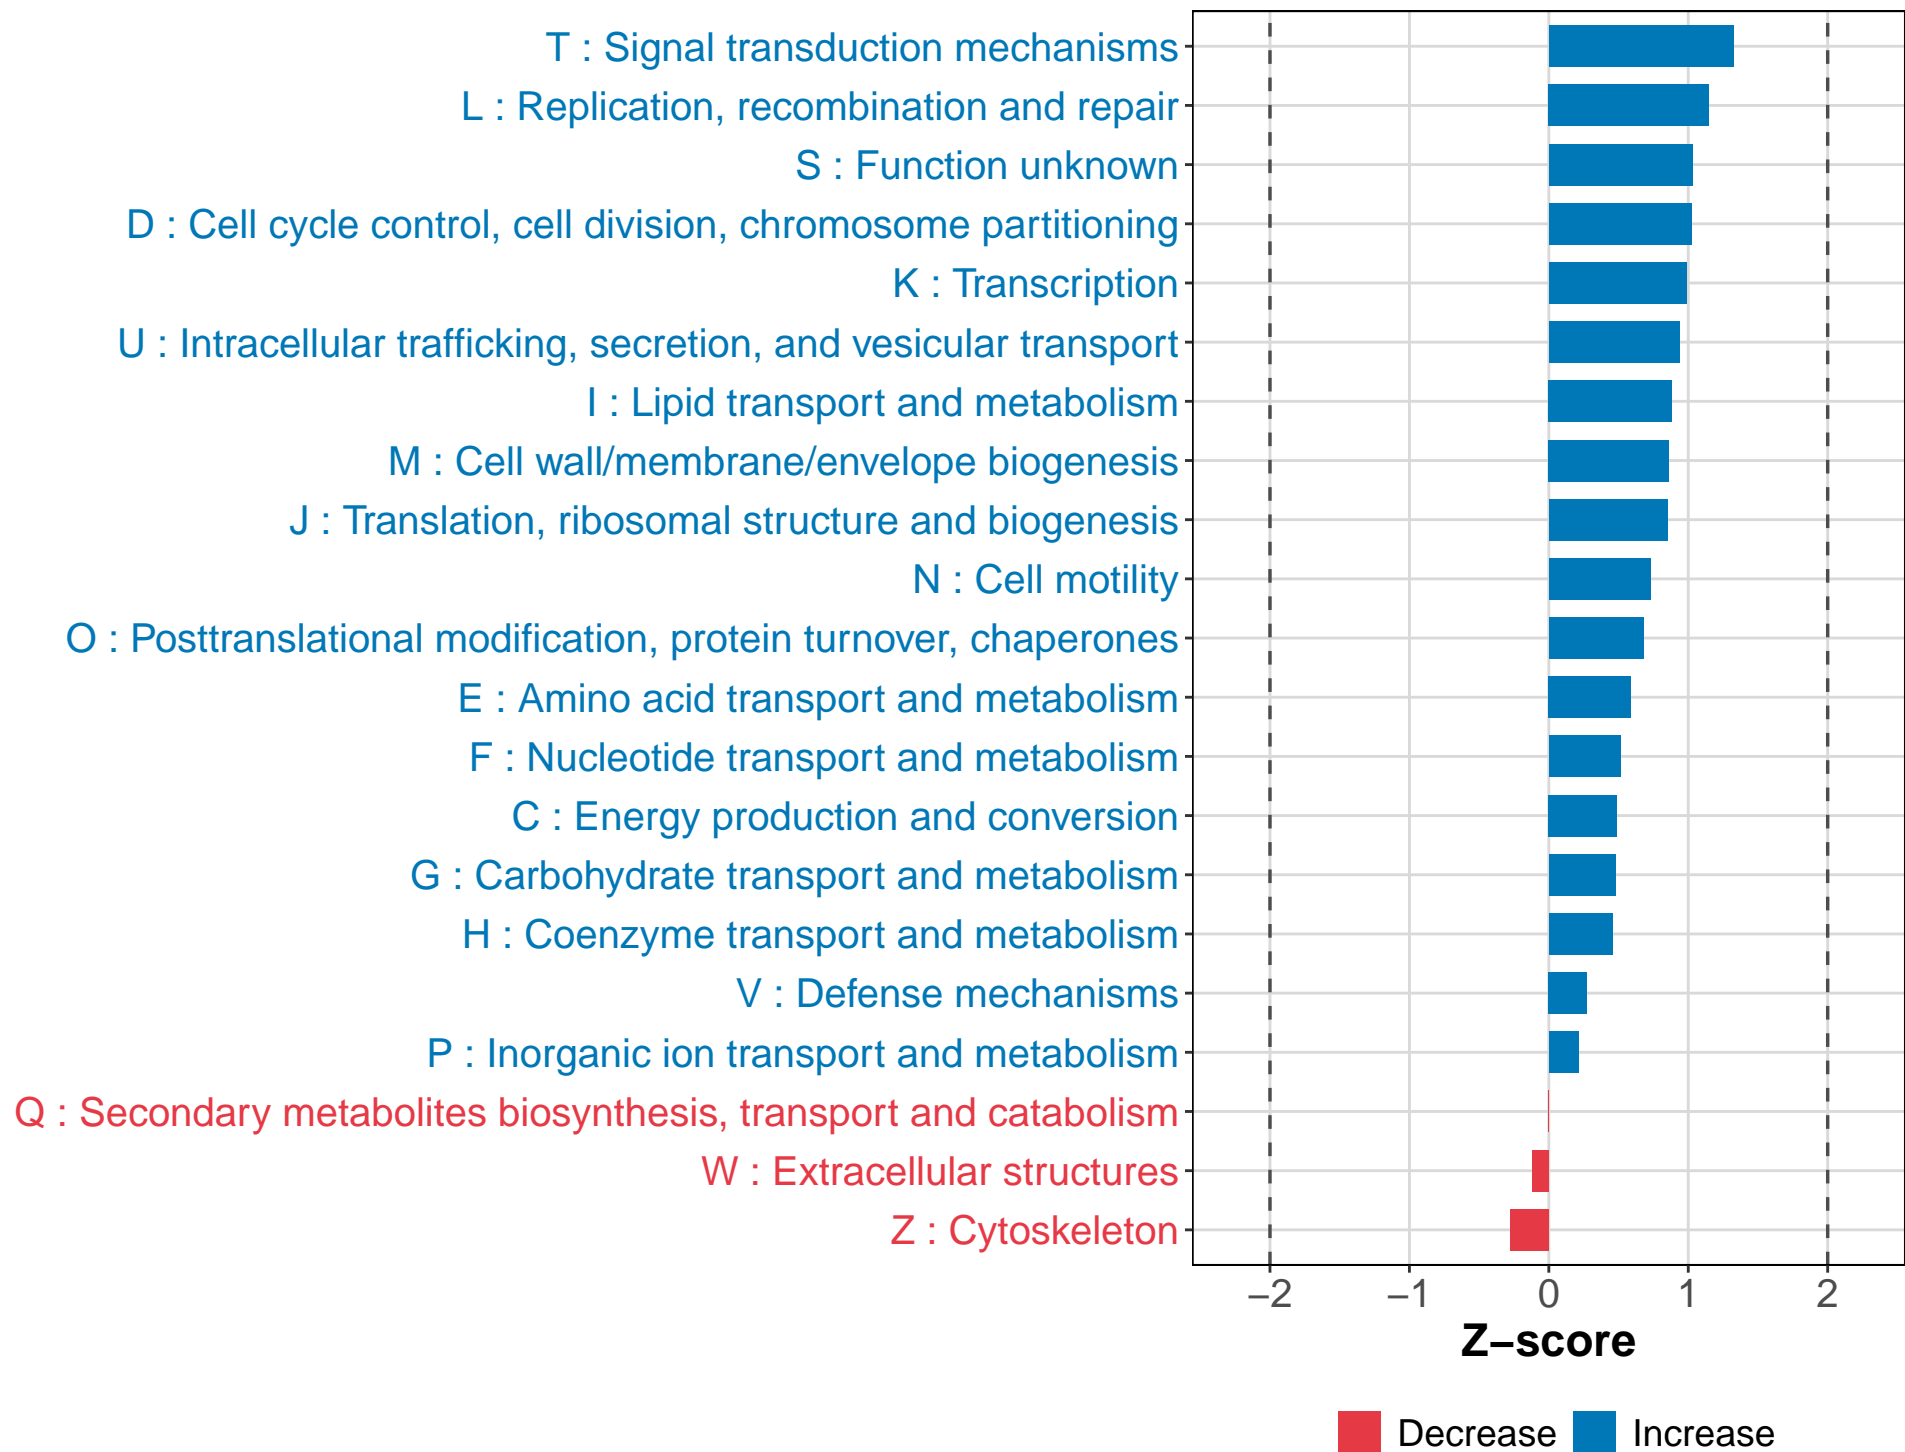 T : Signal transduction mechanisms
L : Replication, recombination and repair
S : Function unknown
D : Cell cycle control, cell division, chromosome partitioning
K : Transcription
U : Intracellular trafficking, secretion, and vesicular transport
I : Lipid transport and metabolism
M : Cell wall/membrane/envelope biogenesis
J : Translation, ribosomal structure and biogenesis
N : Cell motility
O : Posttranslational modification, protein turnover, chaperones
E : Amino acid transport and metabolism
F : Nucleotide transport and metabolism
C : Energy production and conversion
G : Carbohydrate transport and metabolism
H : Coenzyme transport and metabolism
V : Defense mechanisms
P : Inorganic ion transport and metabolism
Q : Secondary metabolites biosynthesis, transport and catabolism
W : Extracellular structures
Z : Cytoskeleton
−2 −1 0 1 2
Z−score
Decrease Increase